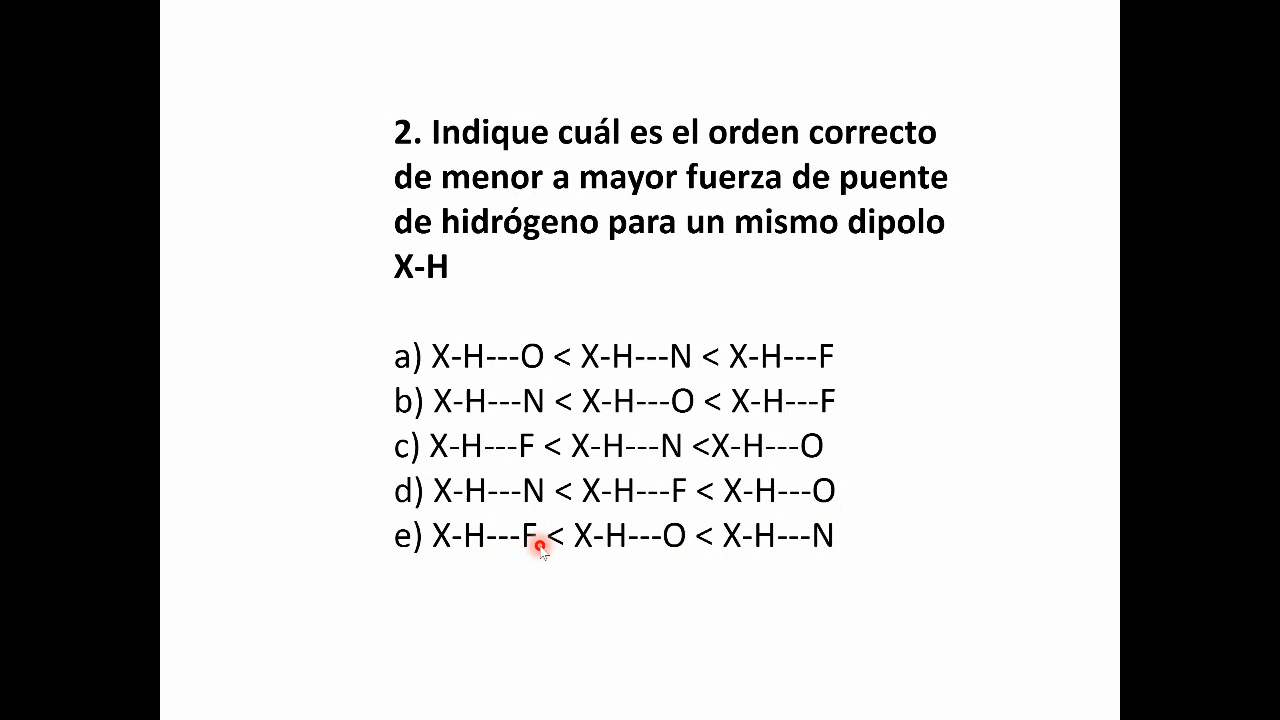 2. Indique cuál es el orden correcto
de menor a mayor fuerza de puente
de hidrógeno para un mismo dipolo
X-H
a) X-H---O < X-H---N < X-H---F
b) X-H---N < X-H---O < X-H---F
c) X-H---F < X-H---N <X-H---O
d) X-H---N < X-H---F < X-H---O
e) X-H---F < X-H---O < X-H---N